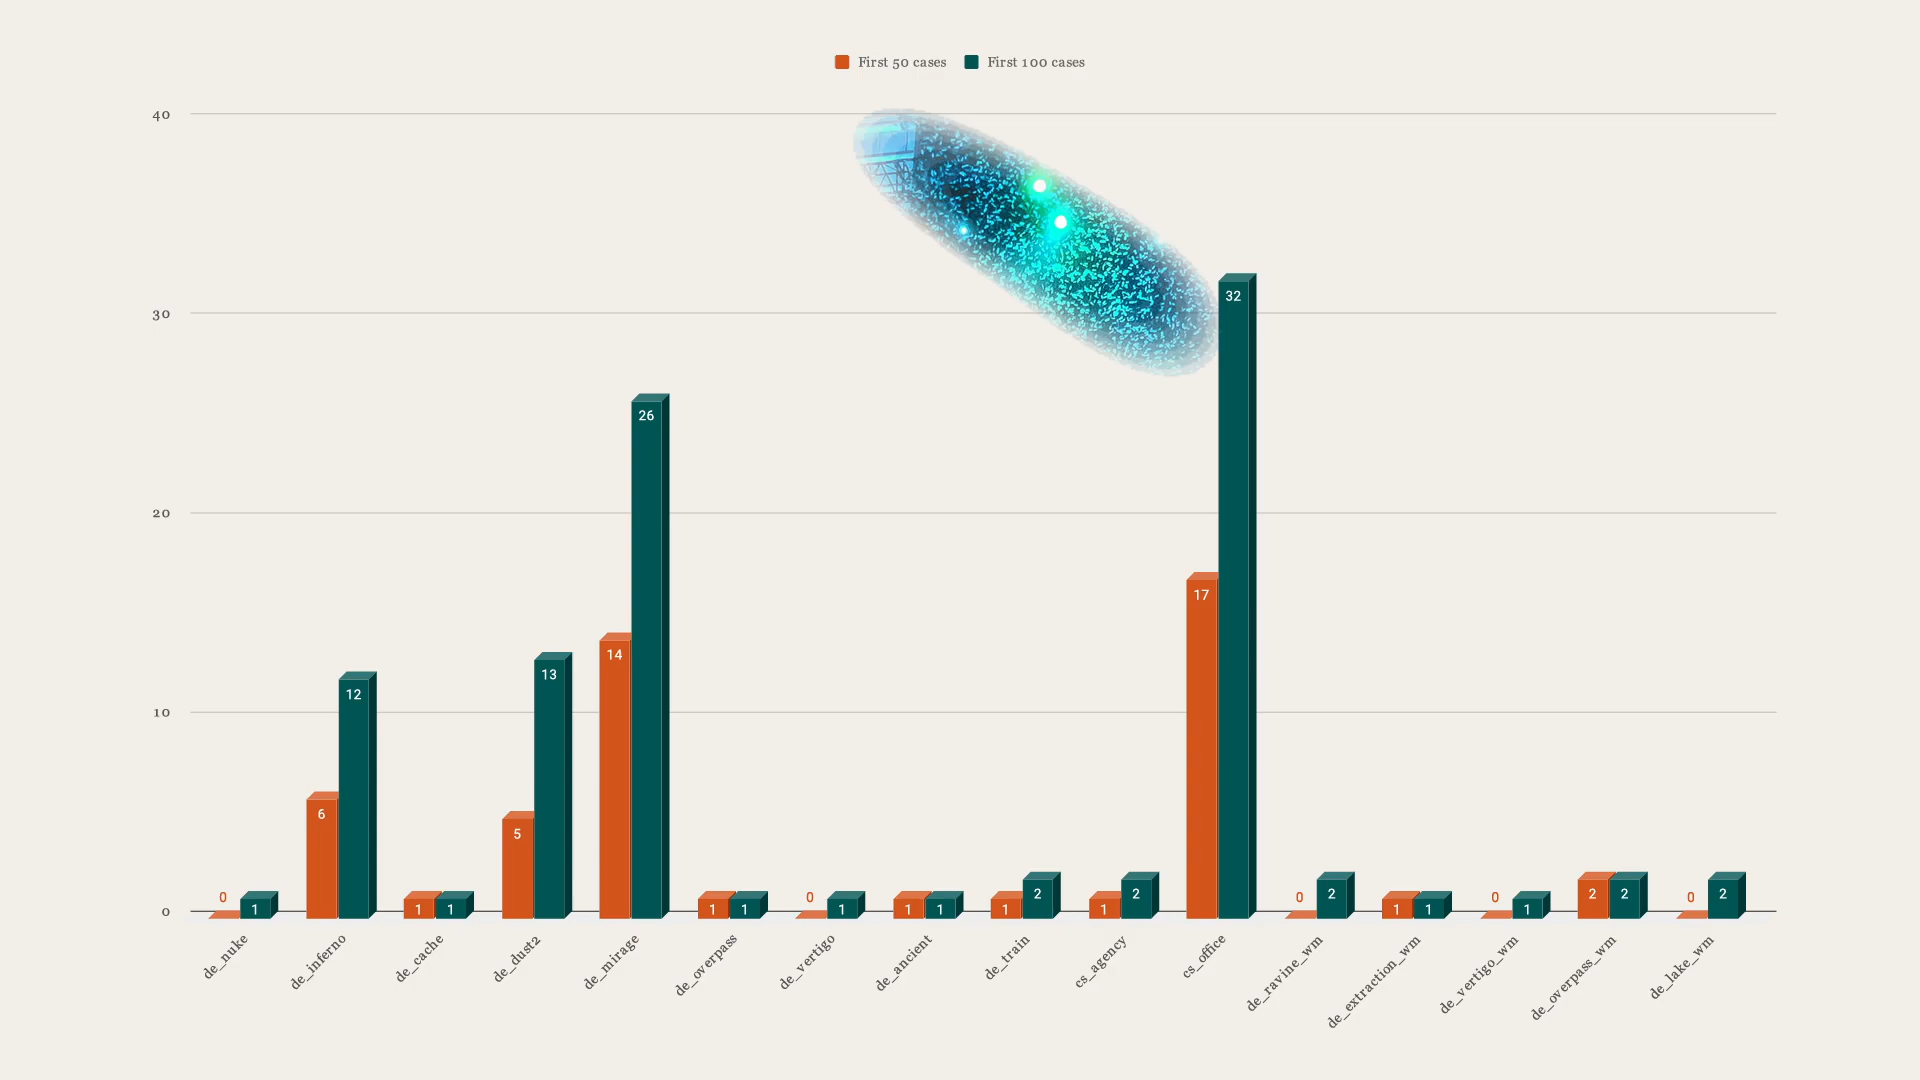 First 50 cases First 100 cases
40
30
20
10
0
0 1
6 12
1 1
5 13
14 26
1 1
0 1
1 1
1 2
1 2
17 32
0 2
1 1
0 1
2 2
0 2
de_nuke
de_inferno
de_cache
de_dust2
de_mirage
de_overpass
de_vertigo
de_ancient
de_train
cs_agency
cs_office
de_ravine_wm
de_extraction_wm
de_vertigo_wm
de_overpass_wm
de_lake_wm